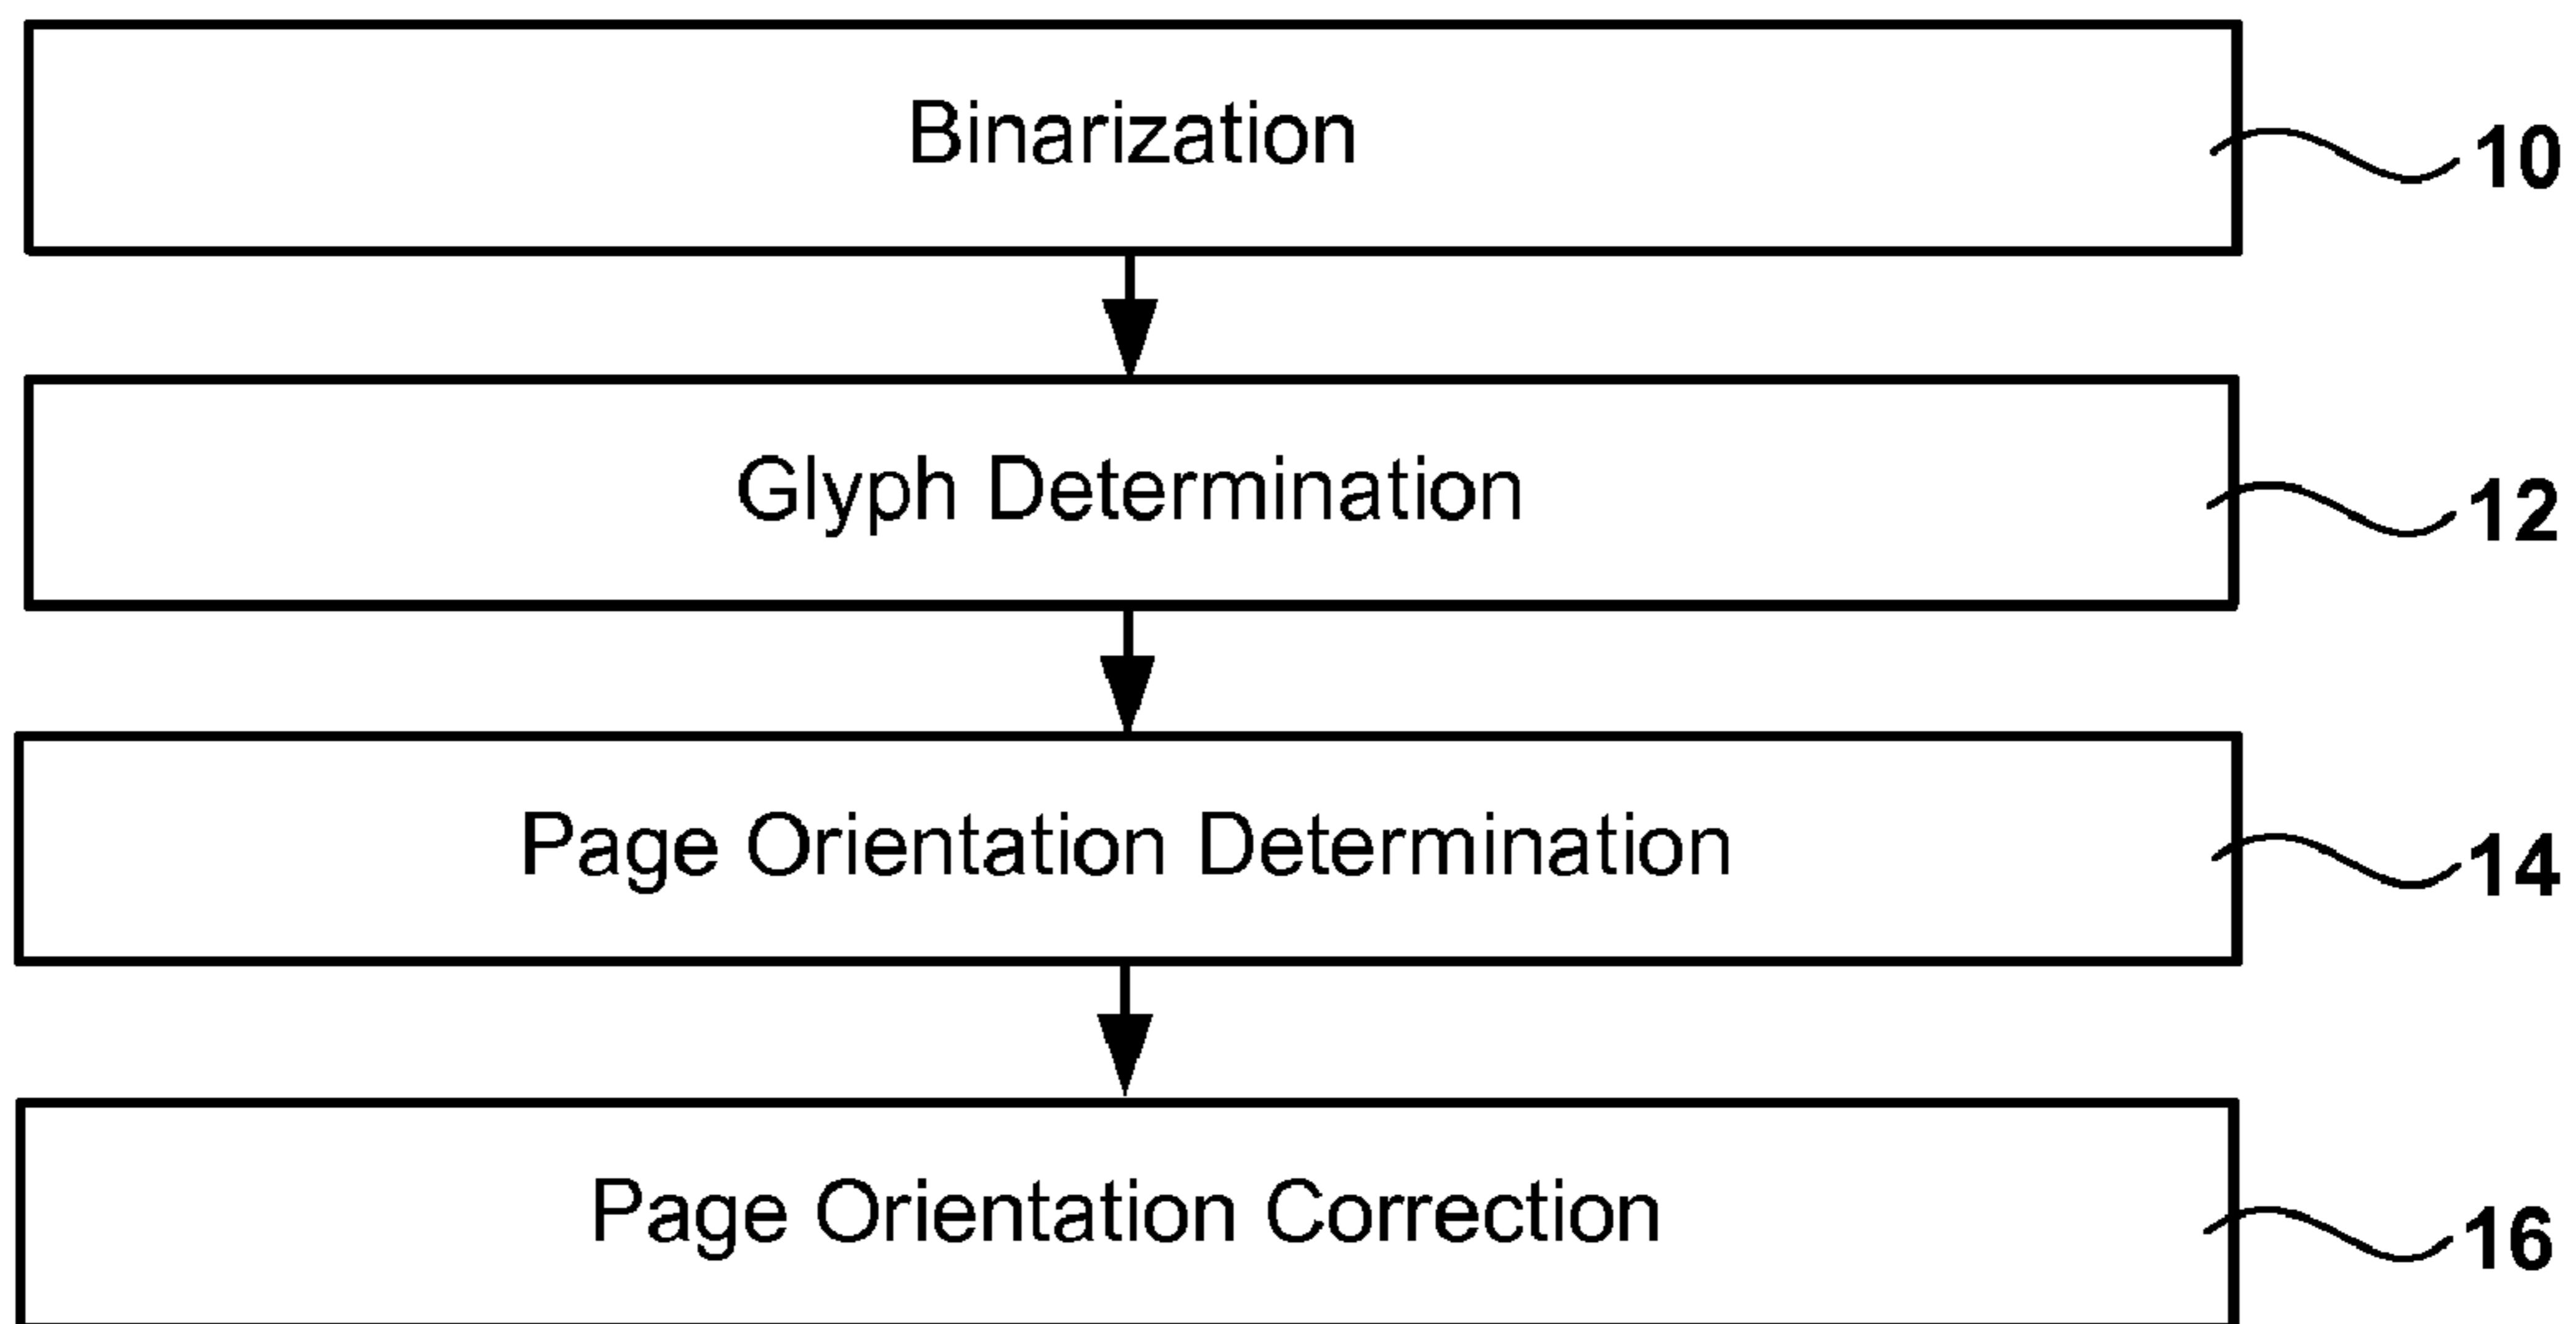 Binarization
10
Glyph Determination
12
Page Orientation Determination
14
Page Orientation Correction
16